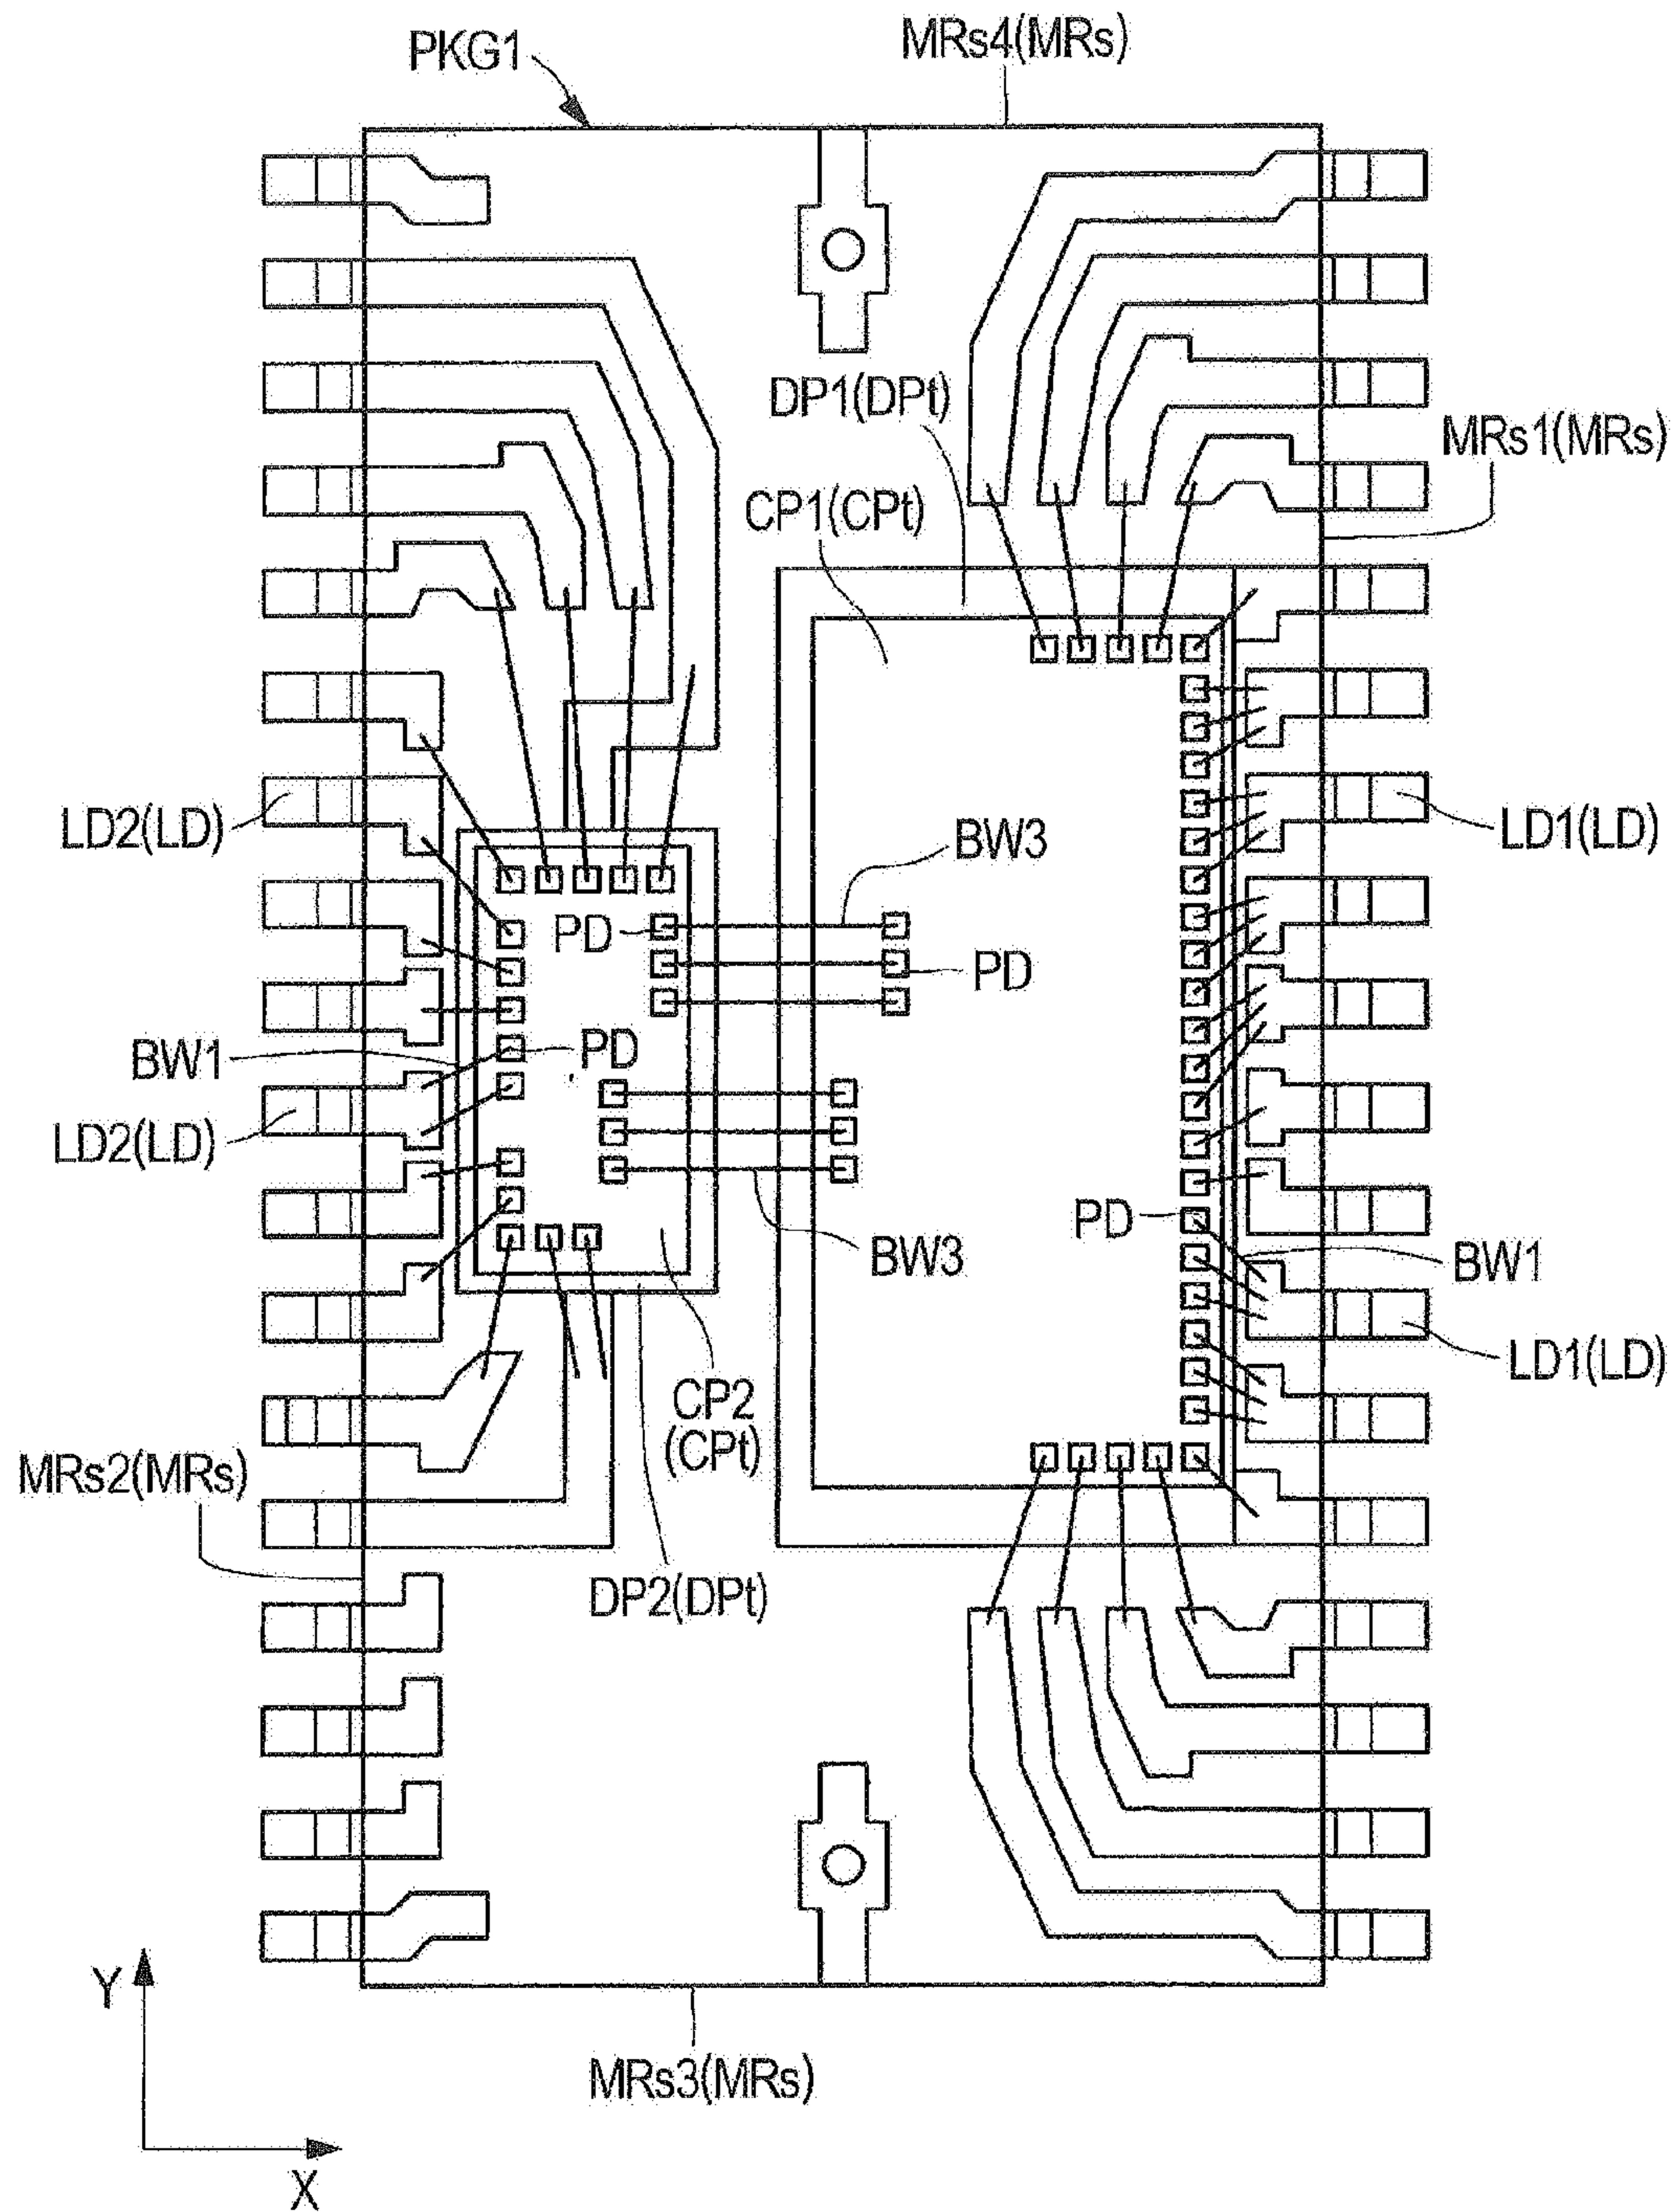 PKG1
MRs4(MRs)
DP1(DPt)
MRs1(MRs)
CP1(CPt)
LD2(LD)
LD1(LD)
BW3
PD
PD
BW1
PD
LD2(LD)
PD
BW3
BW1
LD1(LD)
CP2
(CPt)
MRs2(MRs)
DP2(DPt)
Y
MRs3(MRs)
X